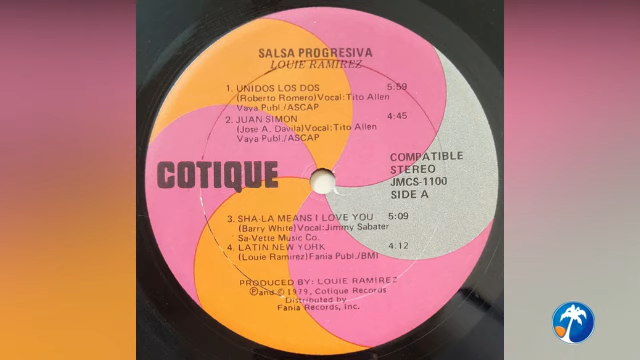 SALSA PROGRESIVA
LOUIE RAMIREZ
1. UNIDOS LOS DOS 5:59
(Roberto Romero) Vocal: Tito Allen
Vaya Publ./ASCAP
2. JUAN SIMON 4:45
(Jose A. Davila) Vocal: Tito Allen
Vaya Publ./ASCAP
COTIQUE
COMPATIBLE
STEREO
JMCS-1100
SIDE A
3. SHA-LA MEANS I LOVE YOU 5:09
(Barry White) Vocal: Jimmy Sabater
Sa-Vette Music Co.
4. LATIN NEW YORK 4:12
(Louie Ramirez) Fania Publ./BMI
PRODUCED BY: LOUIE RAMIREZ
Ⓟ and © 1979, Cotique Records
Distributed by
Fania Records, Inc.